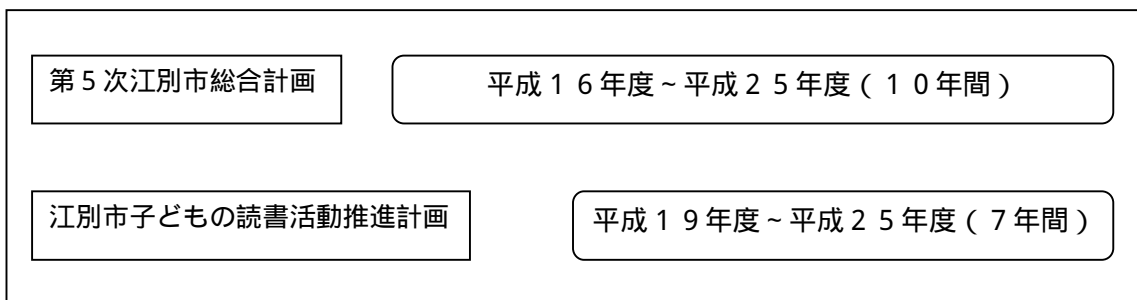 第5次江別市総合計画
平成16年度~平成25年度(10年間)
江別市子どもの読書活動推進計画
平成19年度~平成25年度(7年間)